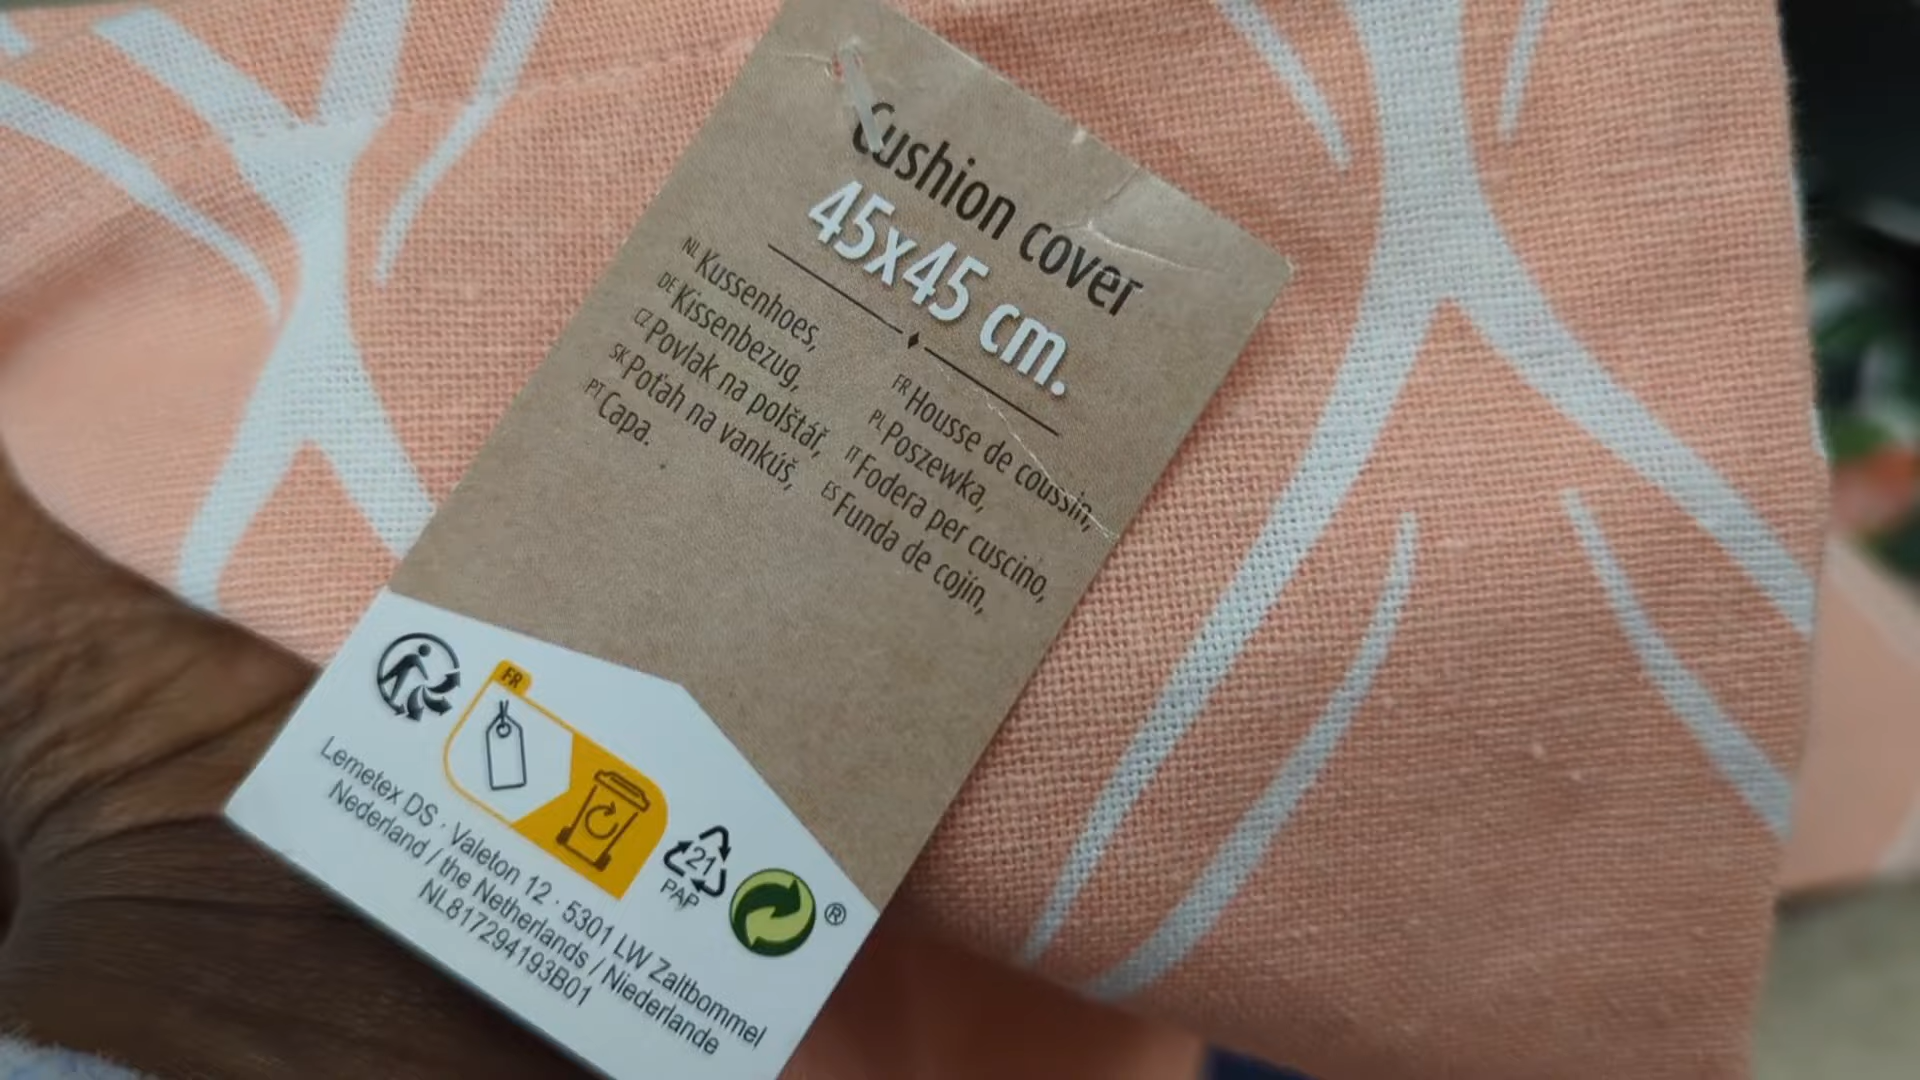 Cushion cover
45x45 cm.
NL Kussenhoes,
DE Kissenbezug,
CZ Povlak na polštář,
SK Poťah na vankúš,
PT Capa.
FR Housse de coussin,
PL Poszewka,
IT Fodera per cuscino,
ES Funda de cojín,
FR
21
PAP
®
Lemetex DS · Valeton 12 · 5301 LW Zaltbommel
Nederland / the Netherlands / Niederlande
NL817294193B01